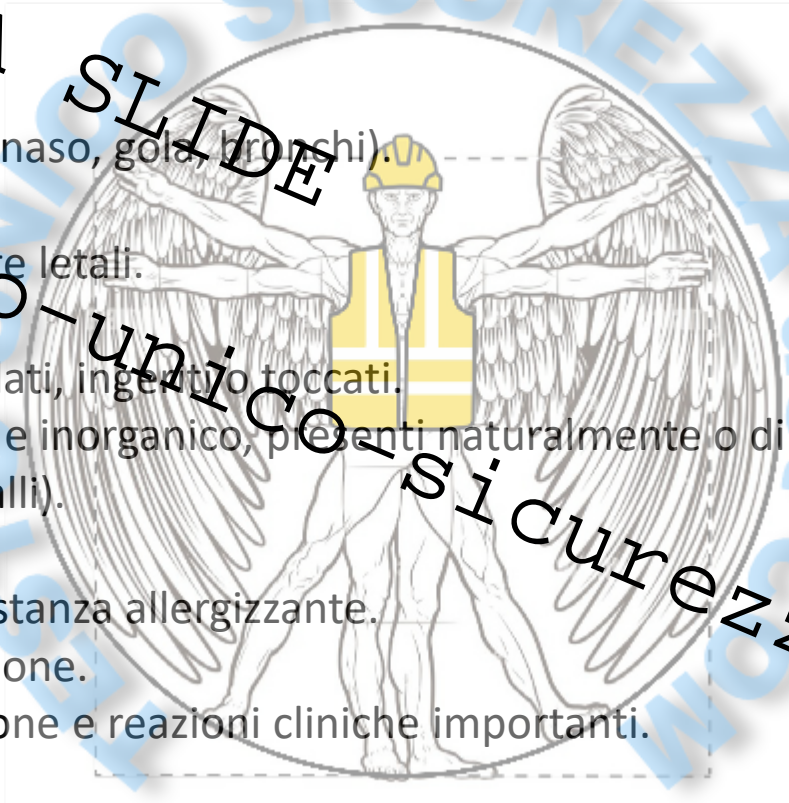 SLIDE
naso, gola, bronchi).
letali.
o-unico-sicurezz
ati, ingeriti o toccati.
e inorganico, presenti naturalmente o di
lli).
stanza allergizzante.
one.
one e reazioni cliniche importanti.